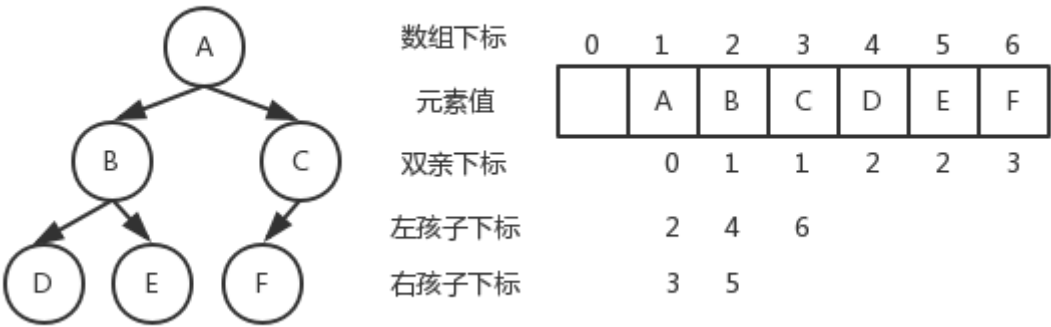 A
B
C
D
E
F
数组下标 0 1 2 3 4 5 6
元素值 A B C D E F
双亲下标 0 1 1 2 2 3
左孩子下标 2 4 6
右孩子下标 3 5